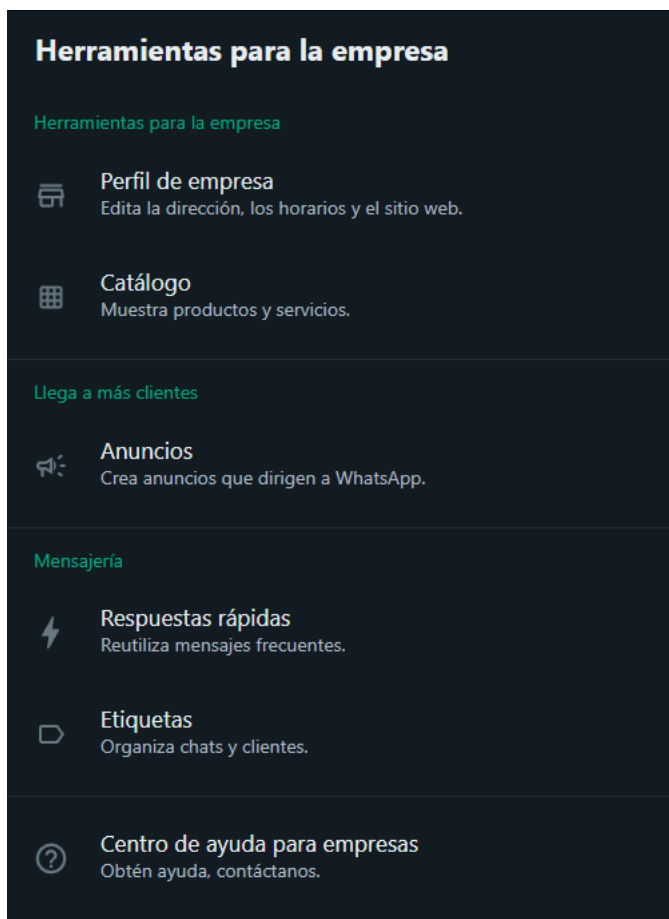 Herramientas para la empresa
Herramientas para la empresa
Perfil de empresa
Edita la dirección, los horarios y el sitio web.
Catálogo
Muestra productos y servicios.
Llega a más clientes
Anuncios
Crea anuncios que dirigen a WhatsApp.
Mensajería
Respuestas rápidas
Reutiliza mensajes frecuentes.
Etiquetas
Organiza chats y clientes.
Centro de ayuda para empresas
Obtén ayuda, contáctanos.